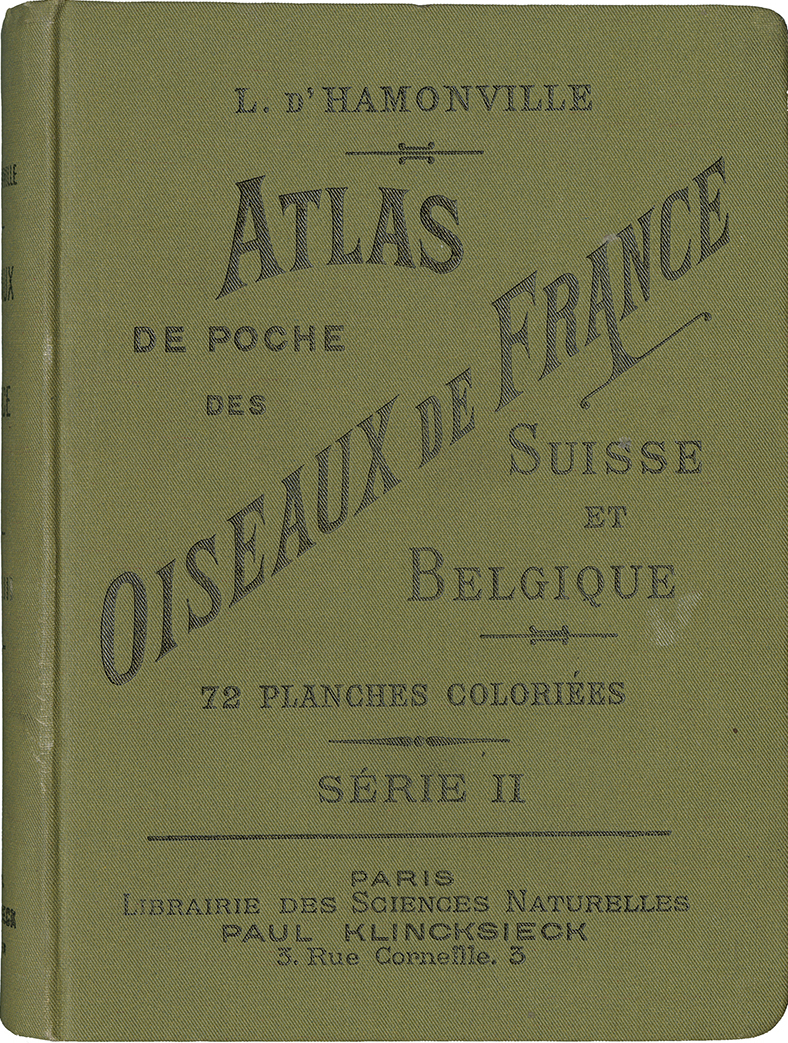 L. D'HAMONVILLE
ATLAS
DE POCHE
DES
OISEAUX DE FRANCE
SUISSE
ET
BELGIQUE
72 PLANCHES COLORIÉES
SÉRIE II
PARIS
LIBRAIRIE DES SCIENCES NATURELLES
PAUL KLINCKSIECK
3. Rue Corneille. 3